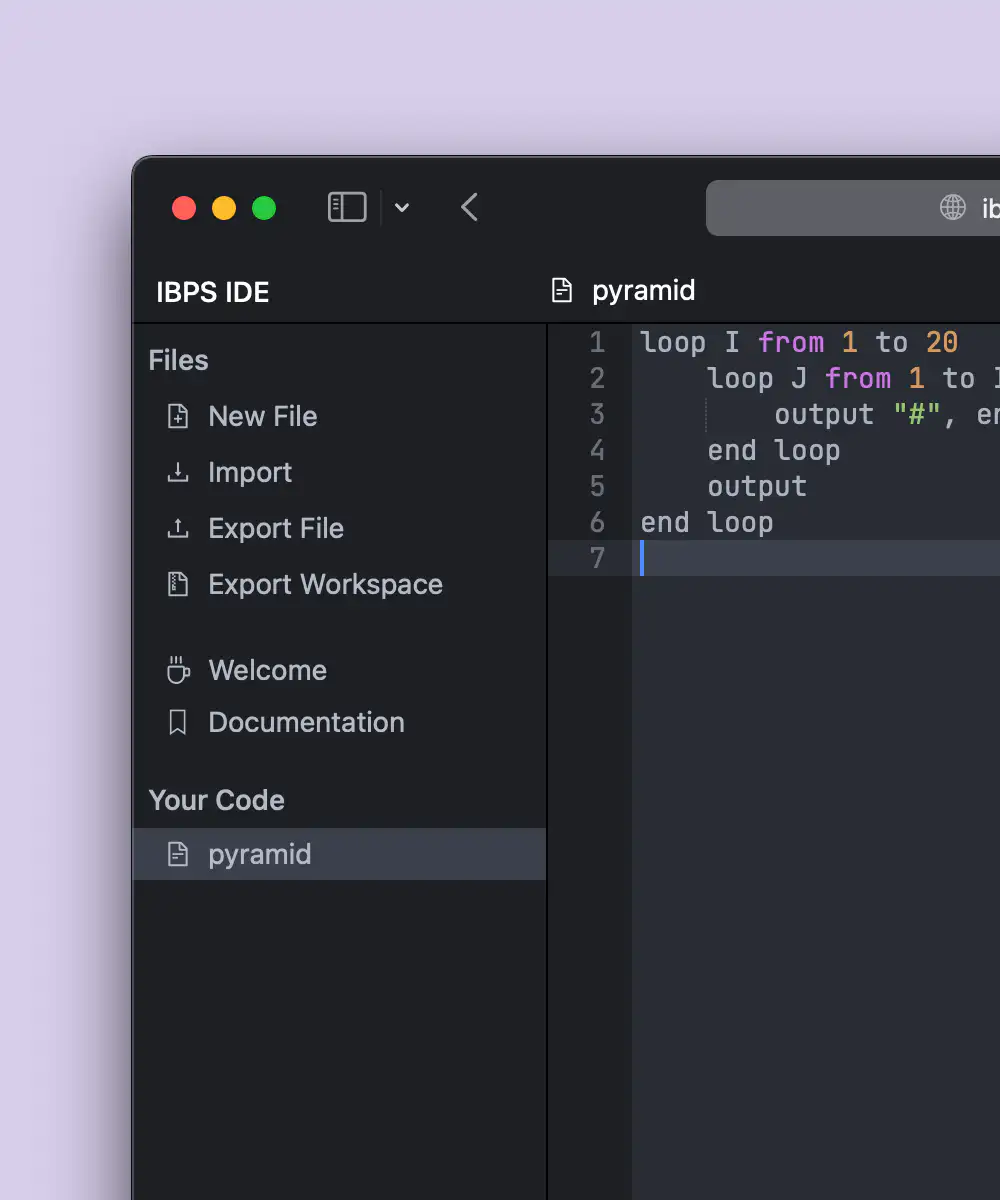 ib
IBPS IDE
pyramid
Files
New File
Import
Export File
Export Workspace
Welcome
Documentation
Your Code
pyramid
1 loop I from 1 to 20
2 loop J from 1 to
3 output "#",
4 end loop
5 output
6 end loop
7